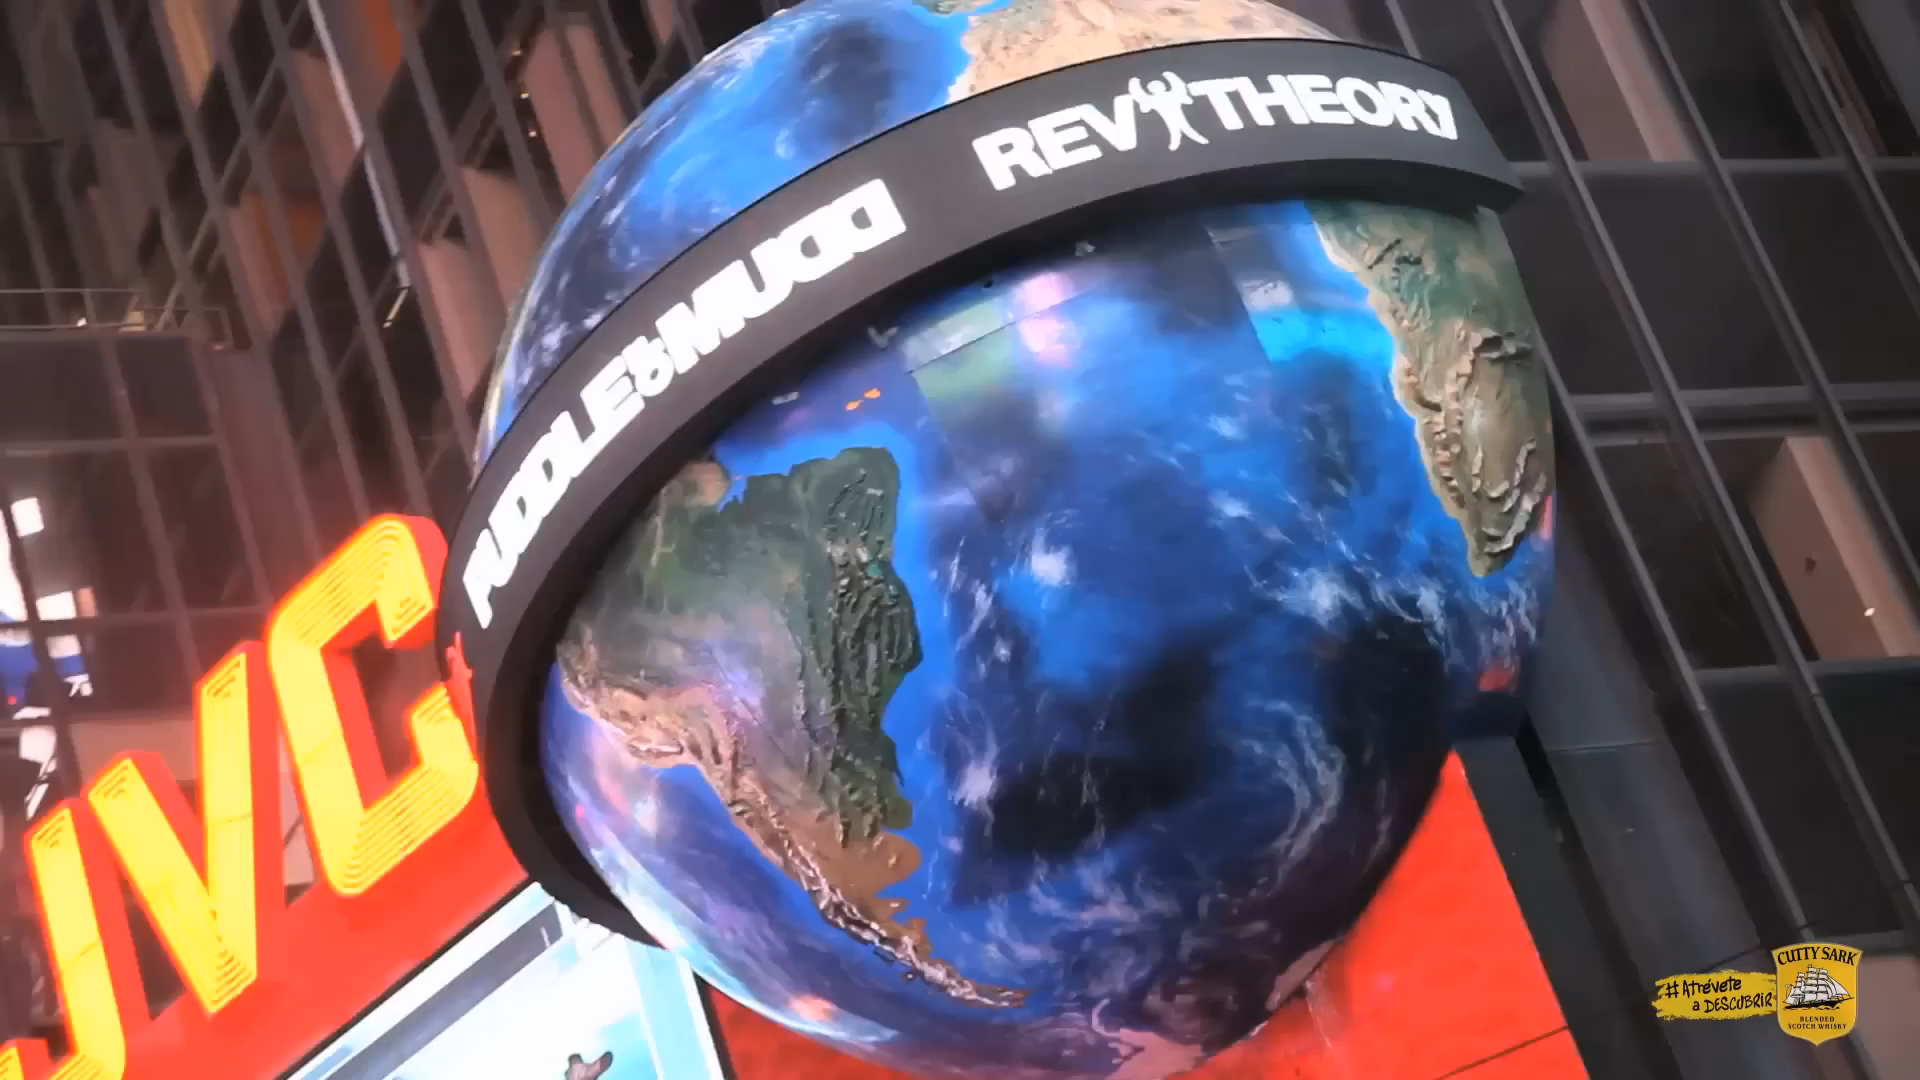 REV THEORY
PUDDLE of MUDD
JVC
#Atrévete
a DESCUBRIR
CUTTY SARK
BLENDED
SCOTCH WHISKY